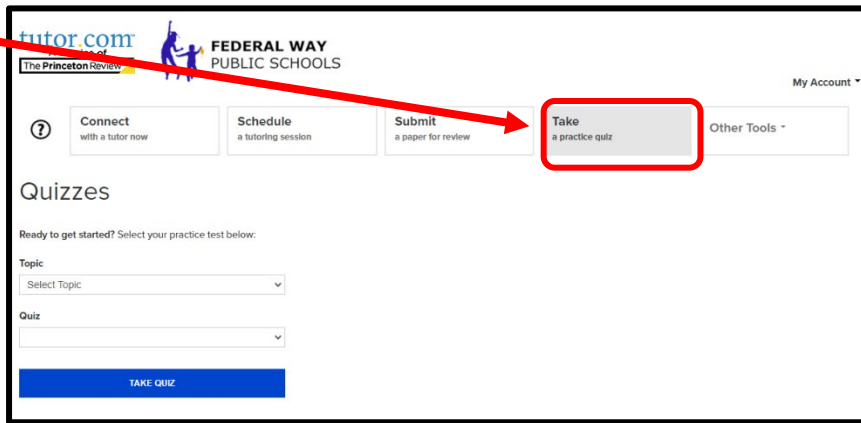 tutor.com
The Princeton Review
FEDERAL WAY
PUBLIC SCHOOLS
My Account
?
Connect
with a tutor now
Schedule
a tutoring session
Submit
a paper for review
Take
a practice quiz
Other Tools
Quizzes
Ready to get started? Select your practice test below:
Topic
Select Topic
Quiz
TAKE QUIZ